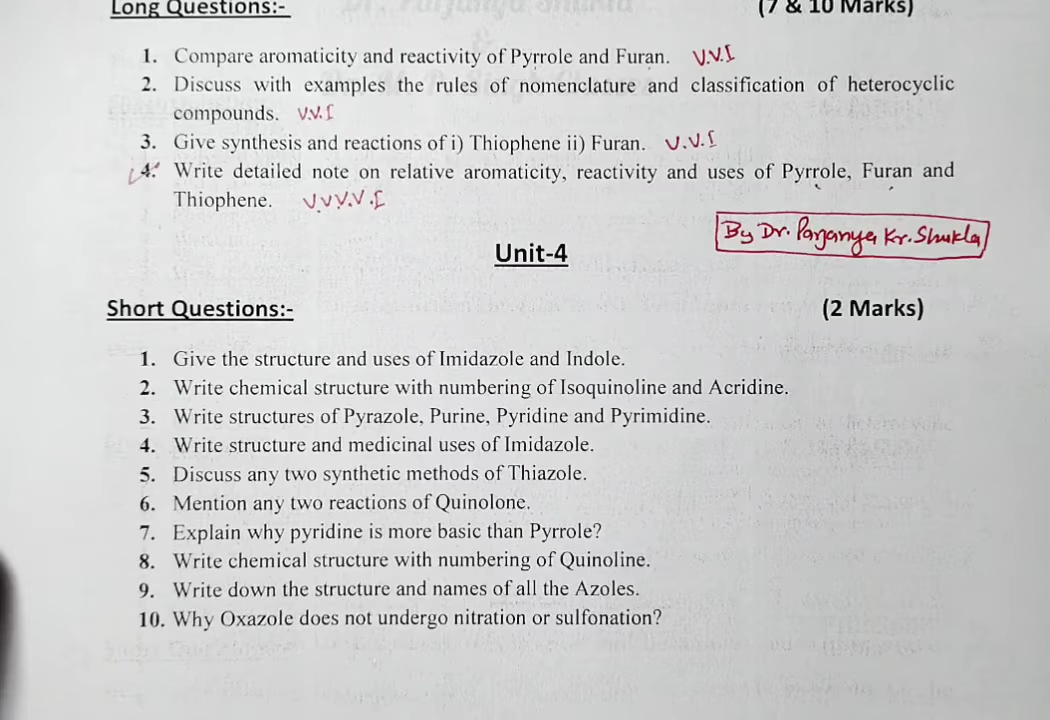 Long Questions:- (7 & 10 Marks)
1. Compare aromaticity and reactivity of Pyrrole and Furan. V.V.I
2. Discuss with examples the rules of nomenclature and classification of heterocyclic
compounds. V.V.I
3. Give synthesis and reactions of i) Thiophene ii) Furan. V.V.I
4. Write detailed note on relative aromaticity, reactivity and uses of Pyrrole, Furan and
Thiophene. V.V.V.V.I
By Dr. Parjanya Kr. Shukla
Unit-4
Short Questions:- (2 Marks)
1. Give the structure and uses of Imidazole and Indole.
2. Write chemical structure with numbering of Isoquinoline and Acridine.
3. Write structures of Pyrazole, Purine, Pyridine and Pyrimidine.
4. Write structure and medicinal uses of Imidazole.
5. Discuss any two synthetic methods of Thiazole.
6. Mention any two reactions of Quinolone.
7. Explain why pyridine is more basic than Pyrrole?
8. Write chemical structure with numbering of Quinoline.
9. Write down the structure and names of all the Azoles.
10. Why Oxazole does not undergo nitration or sulfonation?